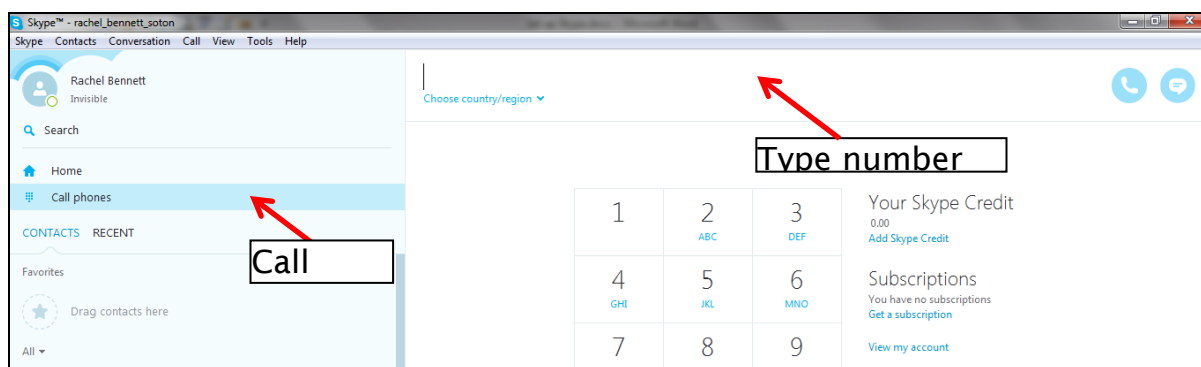 Skype™ - rachel_bennett_soton
Skype Contacts Conversation Call View Tools Help
Rachel Bennett
Invisible
Search
Home
Call phones
CONTACTS RECENT
Favorites
Drag contacts here
All
Call
Choose country/region
Type number
1
2
ABC
3
DEF
4
GHI
5
JKL
6
MNO
7
8
9
Your Skype Credit
0.00
Add Skype Credit
Subscriptions
You have no subscriptions
Get a subscription
View my account